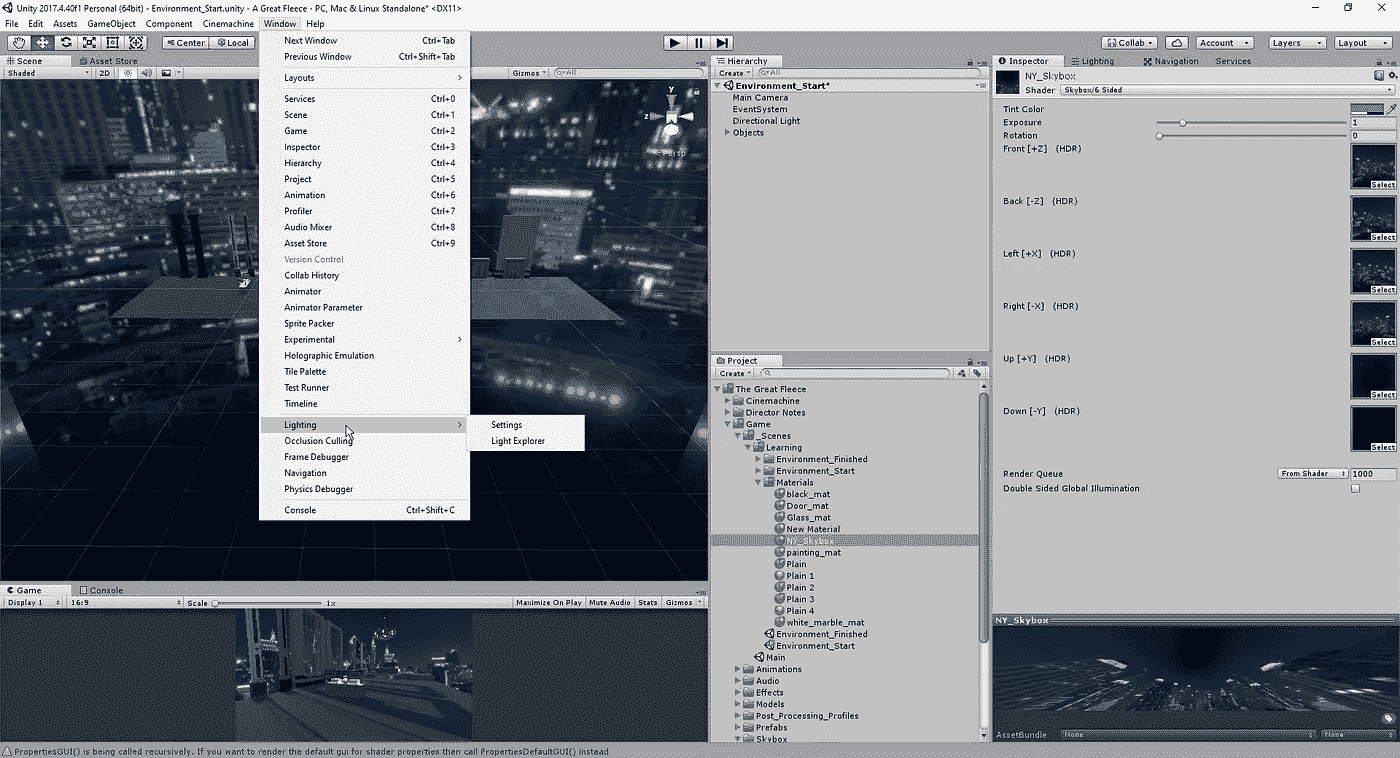 Unity 2017.4.40f1 Personal (64bit) - Environment_Start.unity - A Great Fleece - PC, Mac & Linux Standalone* <DX11>
File Edit Assets GameObject Component Cinemachine Window Help
Center Local
Collab Account Layers Layout
Scene Asset Store
Shaded 2D Gizmos All
y
z
Persp
Next Window Ctrl+Tab
Previous Window Ctrl+Shift+Tab
Layouts
Services Ctrl+0
Scene Ctrl+1
Game Ctrl+2
Inspector Ctrl+3
Hierarchy Ctrl+4
Project Ctrl+5
Animation Ctrl+6
Profiler Ctrl+7
Audio Mixer Ctrl+8
Asset Store Ctrl+9
Version Control
Collab History
Animator
Animator Parameter
Sprite Packer
Experimental
Holographic Emulation
Tile Palette
Test Runner
Timeline
Lighting
Occlusion Culling
Frame Debugger
Navigation
Physics Debugger
Console Ctrl+Shift+C
Settings
Light Explorer
Game Console
Display 1 16:9 Scale 1x Maximize On Play Mute Audio Stats Gizmos
Hierarchy
Create All
Environment_Start*
Main Camera
EventSystem
Directional Light
Objects
Project
Create
The Great Fleece
Cinemachine
Director Notes
Game
_Scenes
Learning
Environment_Finished
Environment_Start
Materials
black_mat
Door_mat
Glass_mat
New Material
NY_Skybox
painting_mat
Plain
Plain 1
Plain 2
Plain 3
Plain 4
white_marble_mat
Environment_Finished
Environment_Start
Main
Animations
Audio
Effects
Models
Post_Processing_Profiles
Prefabs
Skybox
Inspector Lighting Navigation Services
NY_Skybox
Shader Skybox/6 Sided
Tint Color
Exposure 1
Rotation 0
Front [+Z] (HDR)
Select
Back [-Z] (HDR)
Select
Left [+X] (HDR)
Select
Right [-X] (HDR)
Select
Up [+Y] (HDR)
Select
Down [-Y] (HDR)
Select
Render Queue From Shader 1000
Double Sided Global Illumination
NY_Skybox
AssetBundle None None
PropertiesGUI() is being called recursively. If you want to render the default gui for shader properties then call PropertiesDefaultGUI() instead